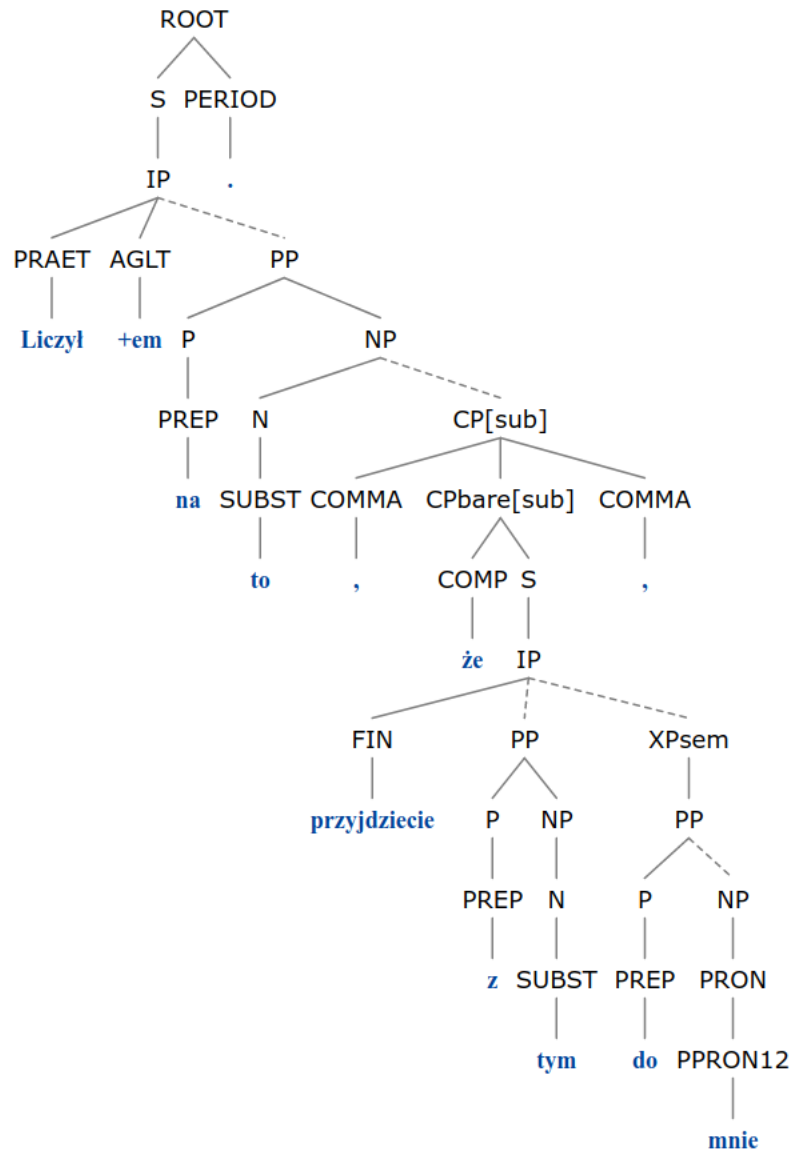 ROOT
S PERIOD
IP .
PRAET AGLT PP
Liczył +em P NP
PREP N CP[sub]
na SUBST COMMA CPbare[sub] COMMA
to , COMP S ,
że IP
FIN PP XPsem
przyjdziecie P NP PP
PREP N P NP
z SUBST PREP PRON
tym do PPRON12
mnie